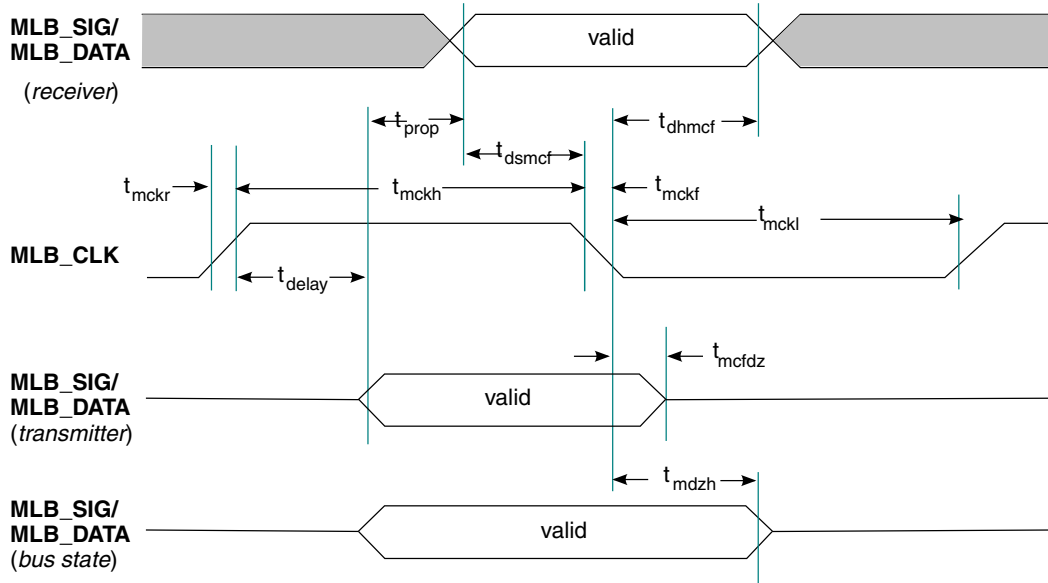 MLB_SIG/
MLB_DATA
(receiver)
valid
tprop
tdhmcf
tdsmcf
tmckr
tmckh
tmckf
tmckl
MLB_CLK
tdelay
tmcfdz
MLB_SIG/
MLB_DATA
(transmitter)
valid
tmdzh
MLB_SIG/
MLB_DATA
(bus state)
valid